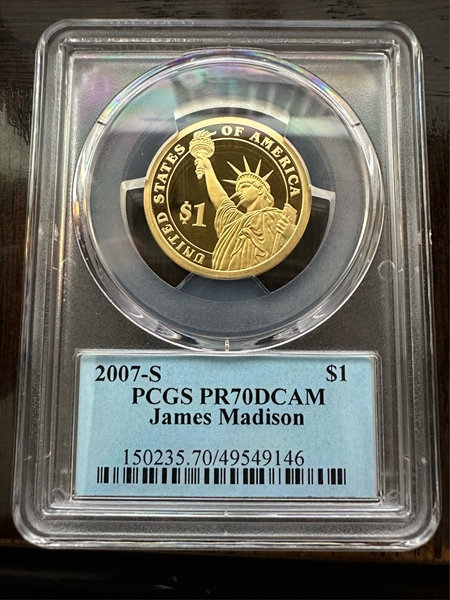 UNITED STATES OF AMERICA
$1
2007-S $1
PCGS PR70DCAM
James Madison
150235.70/49549146